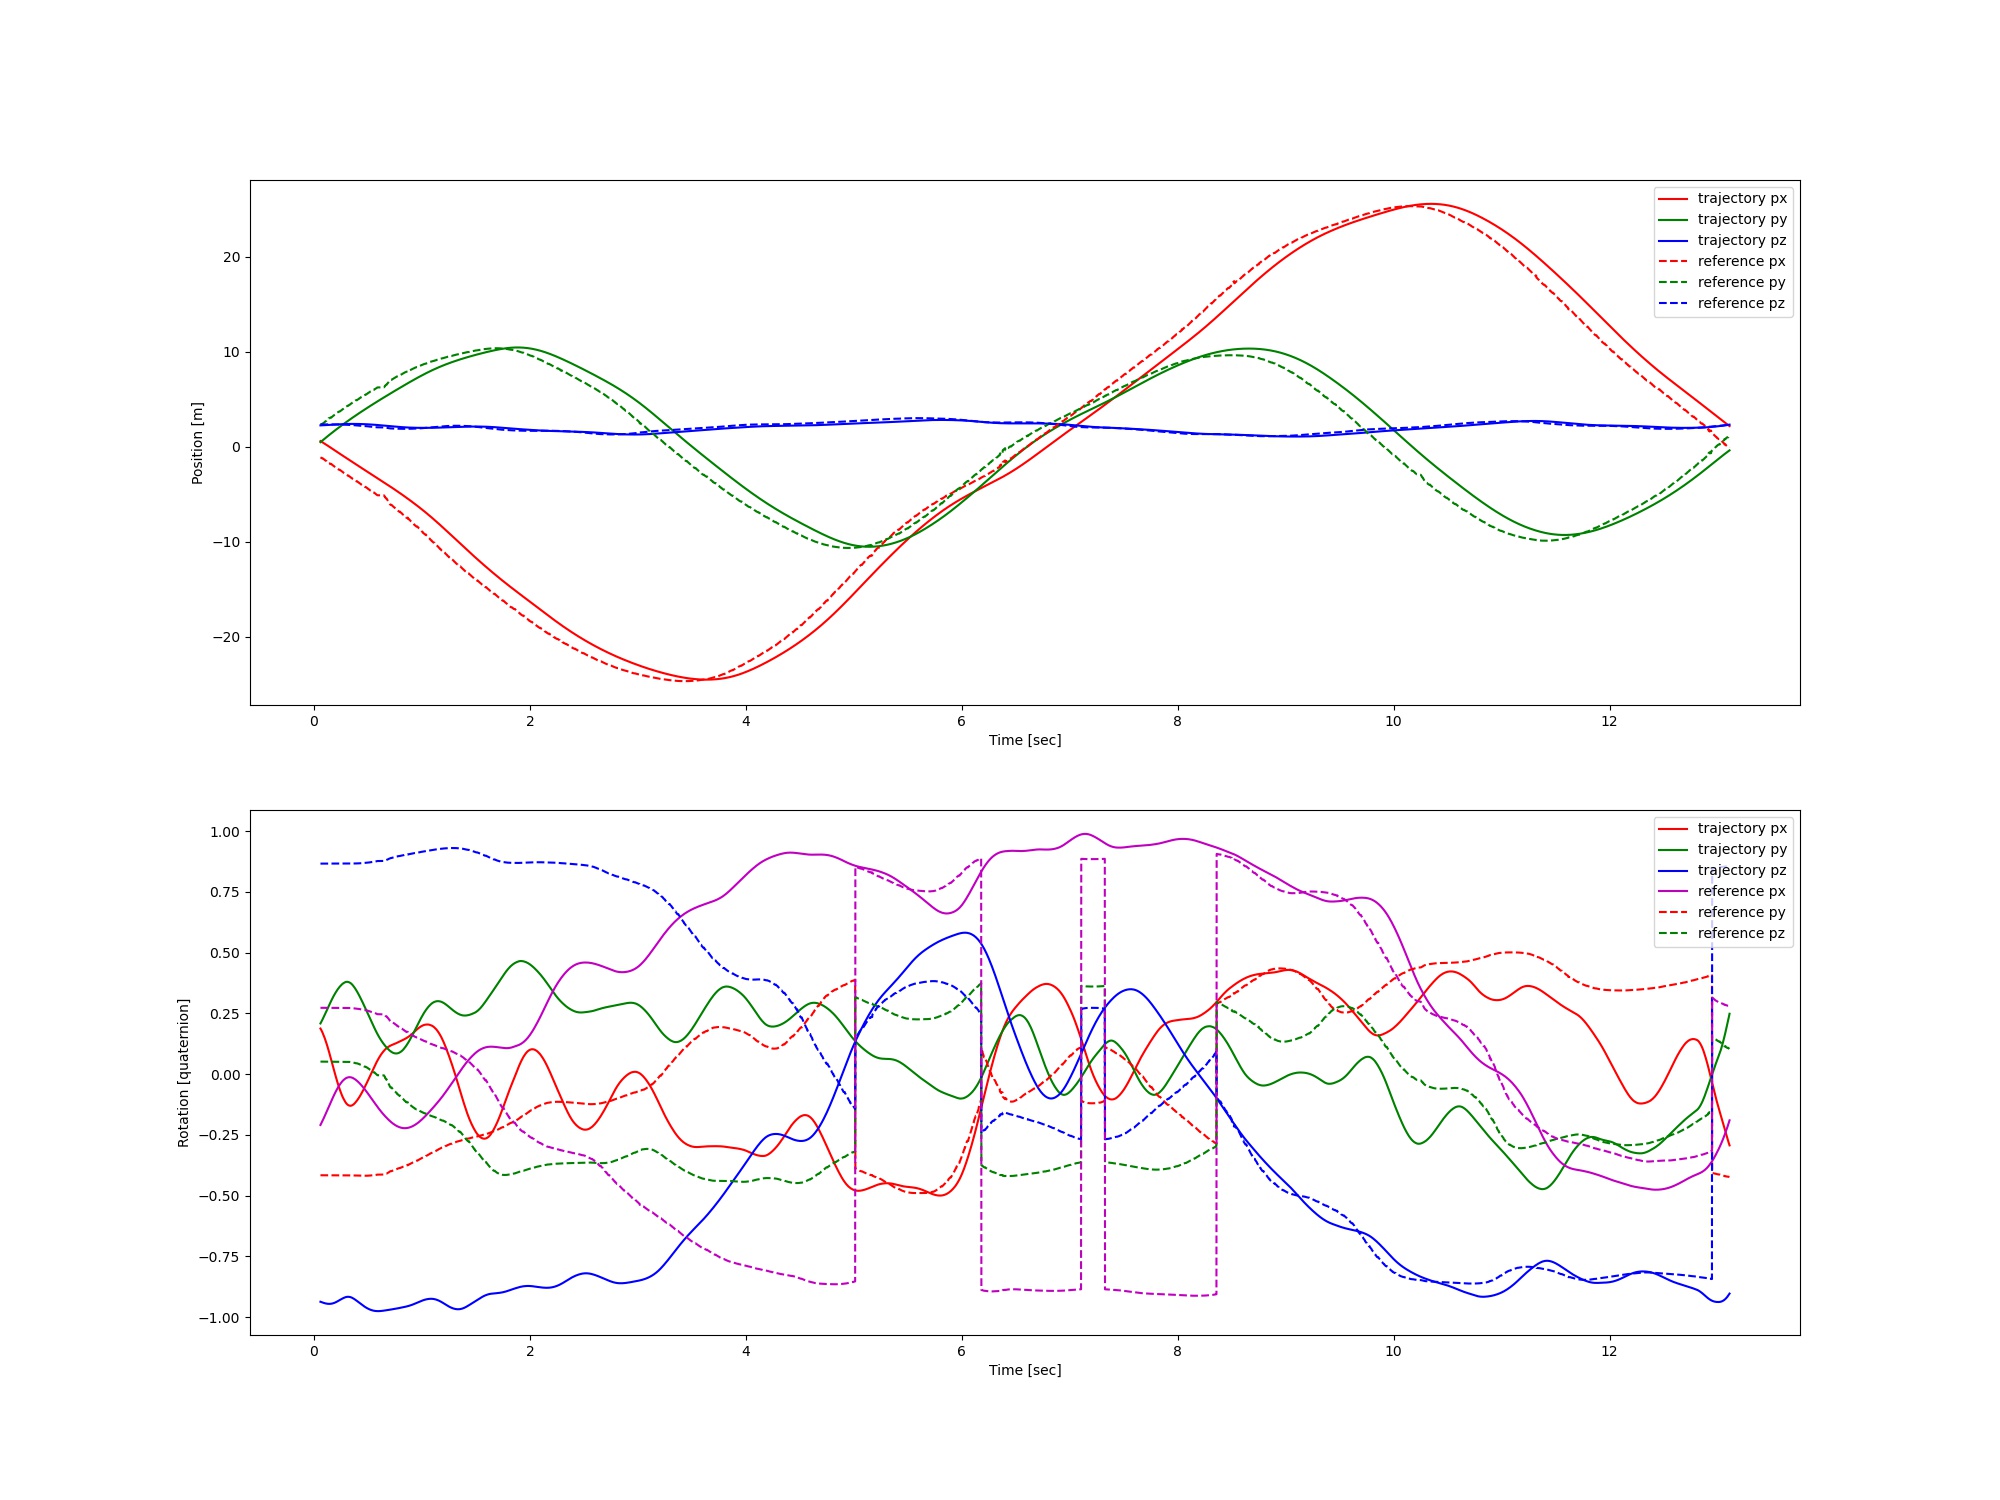 20
10
0
−10
−20
Position [m]
trajectory px
trajectory py
trajectory pz
reference px
reference py
reference pz
0 2 4 6 8 10 12
Time [sec]
1.00
0.75
0.50
0.25
0.00
−0.25
−0.50
−0.75
−1.00
Rotation [quaternion]
trajectory px
trajectory py
trajectory pz
reference px
reference py
reference pz
0 2 4 6 8 10 12
Time [sec]